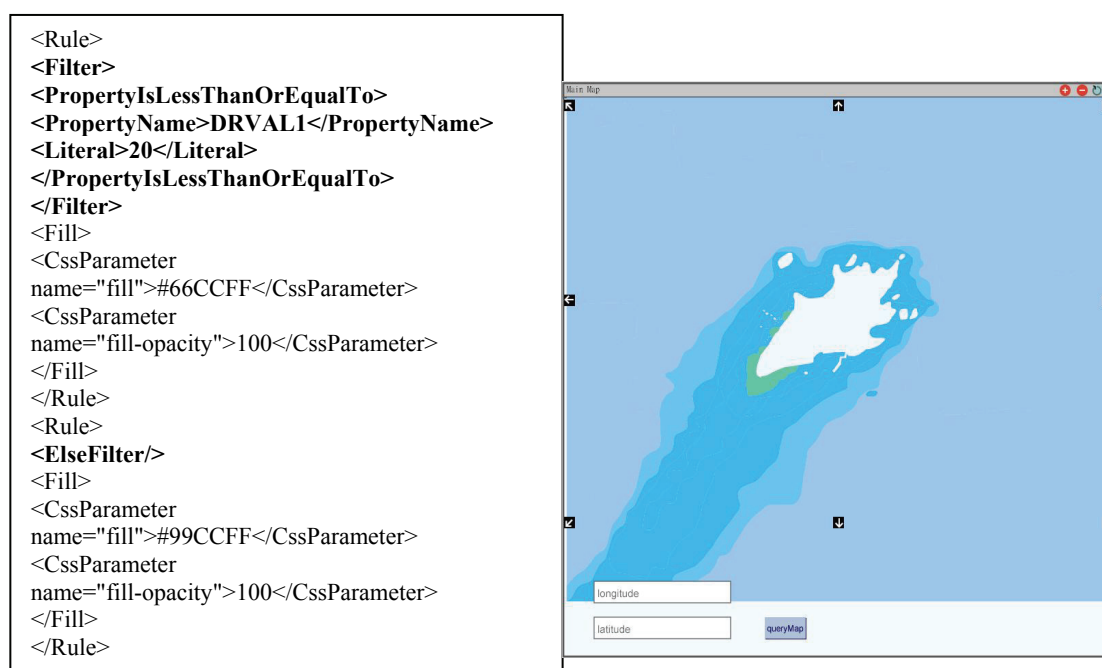 <Rule>
<Filter>
<PropertyIsLessThanOrEqualTo>
<PropertyName>DRVAL1</PropertyName>
<Literal>20</Literal>
</PropertyIsLessThanOrEqualTo>
</Filter>
<Fill>
<CssParameter
name="fill">#66CCFF</CssParameter>
<CssParameter
name="fill-opacity">100</CssParameter>
</Fill>
</Rule>
<Rule>
<ElseFilter/>
<Fill>
<CssParameter
name="fill">#99CCFF</CssParameter>
<CssParameter
name="fill-opacity">100</CssParameter>
</Fill>
</Rule>
Main Map
longitude
latitude
queryMap